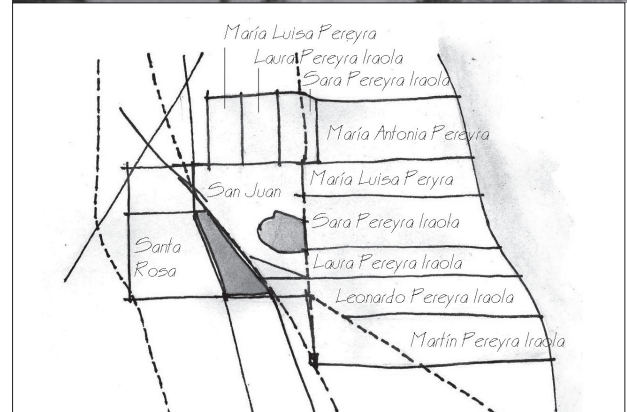 María Luisa Pereyra
Laura Pereyra Iraola
Sara Pereyra Iraola
María Antonia Pereyra
San Juan
María Luisa Peryra
Sara Pereyra Iraola
Santa
Rosa
Laura Pereyra Iraola
Leonardo Pereyra Iraola
Martín Pereyra Iraola